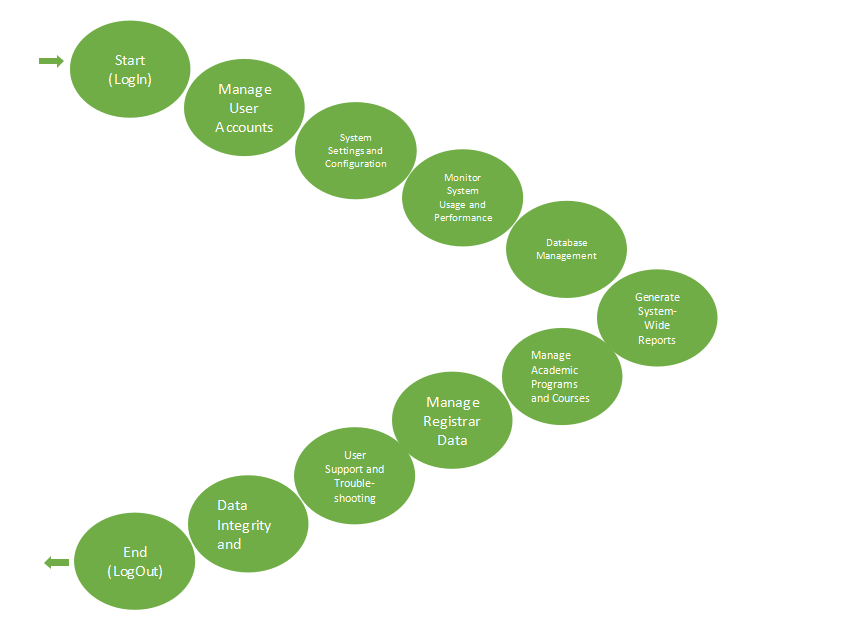 Start
(LogIn)
Manage
User
Accounts
System
Settings and
Configuration
Monitor
System
Usage and
Performance
Database
Management
Generate
System-
Wide
Reports
Manage
Academic
Programs
and Courses
Manage
Registrar
Data
User
Support and
Trouble-
shooting
Data
Integrity
and
End
(LogOut)